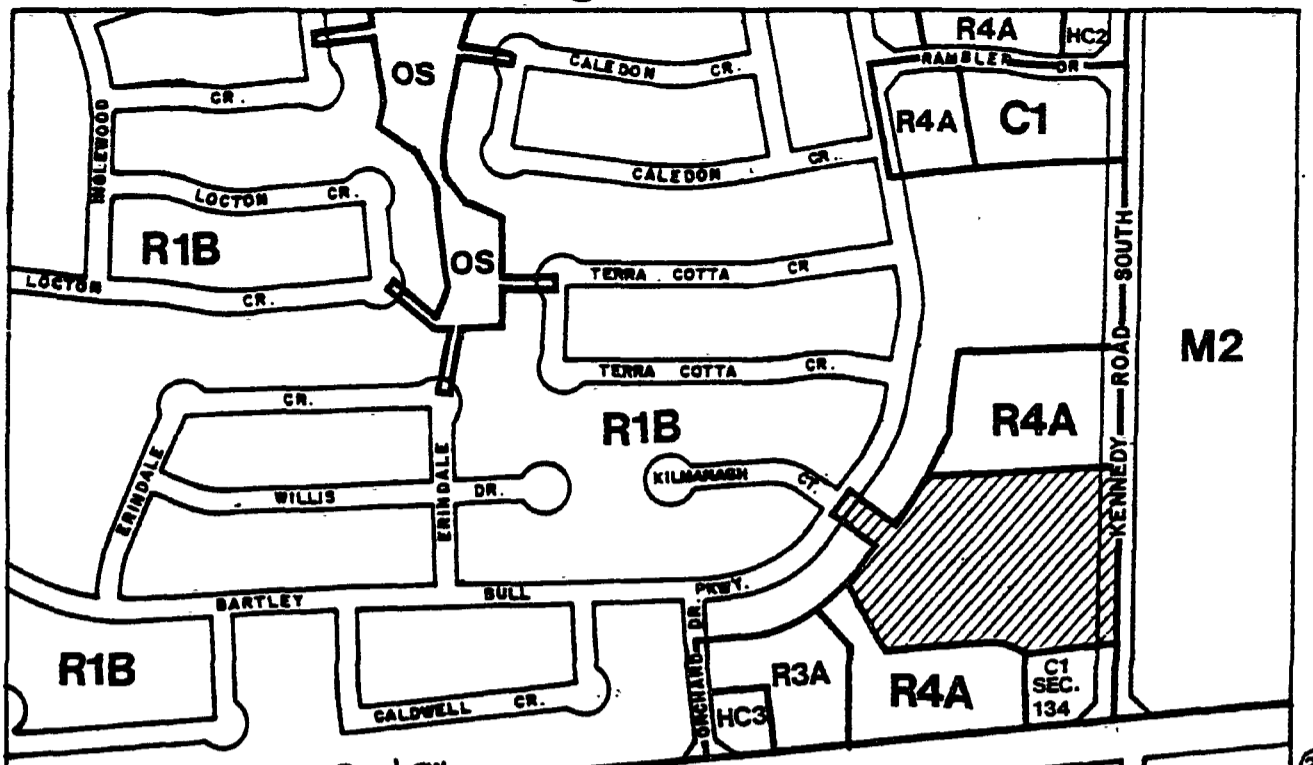 R4A
HC2
RAMBLER DR
OS
CALEDON CR.
CR.
INGLEWOOD
R4A
C1
CALEDON CR.
LOCTON CR.
R1B
OS
TERRA COTTA CR
LOCTON CR.
KENNEDY ROAD SOUTH
M2
TERRA COTTA CR.
CR.
R4A
R1B
ERINDALE
ERINDALE
KILMANAGH CT.
WILLIS DR.
BARTLEY BULL PKWY.
ORCHARD DR.
R1B
R3A
R4A
C1
SEC.
134
HC3
CALDWELL CR.